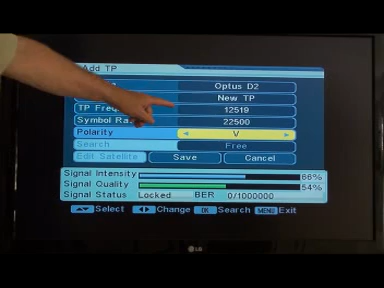 Add TP
Optus D2
New TP
TP Freq 12519
Symbol Ra 22500
Polarity V
Search Free
Edit Satellite Save Cancel
Signal Intensity 66%
Signal Quality 54%
Signal Status Locked BER 0/1000000
Select Change OK Search MENU Exit
LG